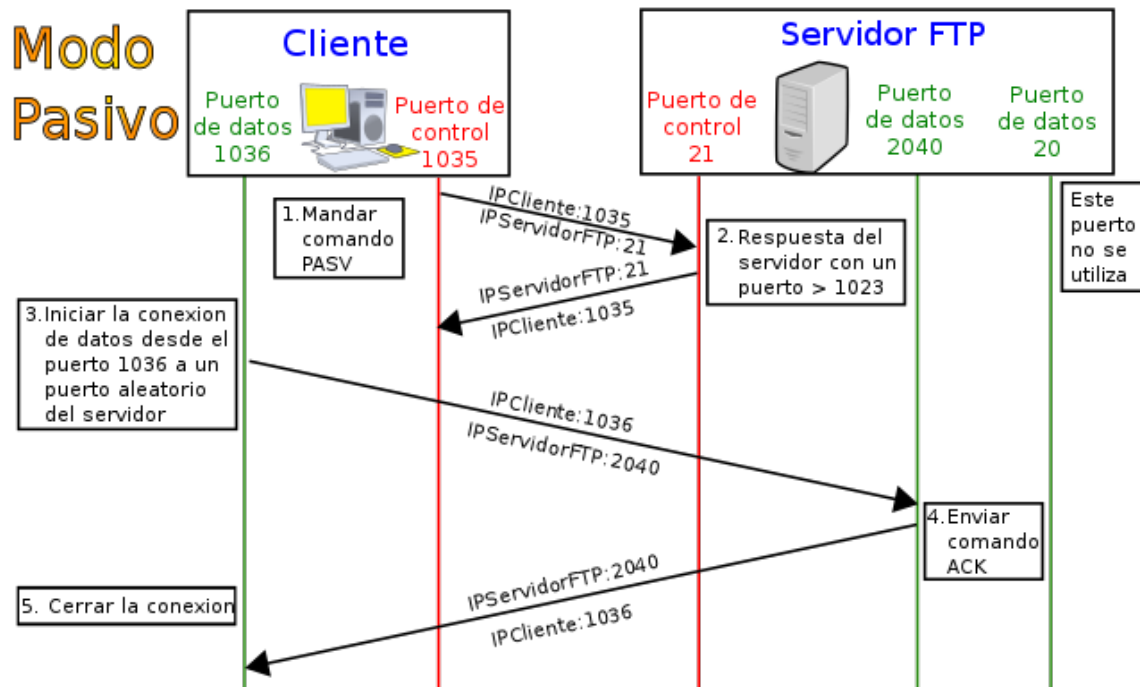 Modo
Pasivo
Cliente
Puerto
de datos
1036
Puerto de
control
1035
Servidor FTP
Puerto de
control
21
Puerto
de datos
2040
Puerto
de datos
20
1.Mandar
comando
PASV
IPCliente:1035
IPServidorFTP:21
2. Respuesta del
servidor con un
puerto > 1023
Este
puerto
no se
utiliza
IPServidorFTP:21
IPCliente:1035
3.Iniciar la conexion
de datos desde el
puerto 1036 a un
puerto aleatorio
del servidor
IPCliente:1036
IPServidorFTP:2040
4.Enviar
comando
ACK
IPServidorFTP:2040
IPCliente:1036
5. Cerrar la conexion